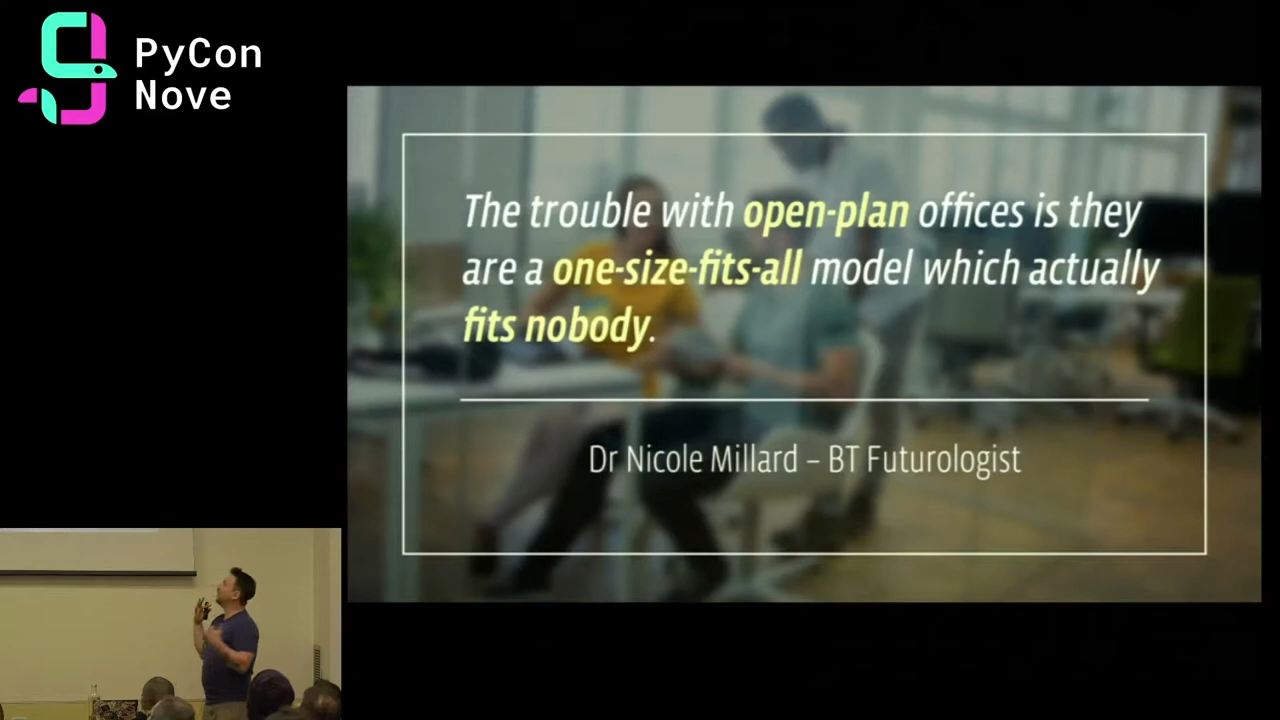 PyCon
Nove
The trouble with open-plan offices is they
are a one-size-fits-all model which actually
fits nobody.
Dr Nicole Millard – BT Futurologist